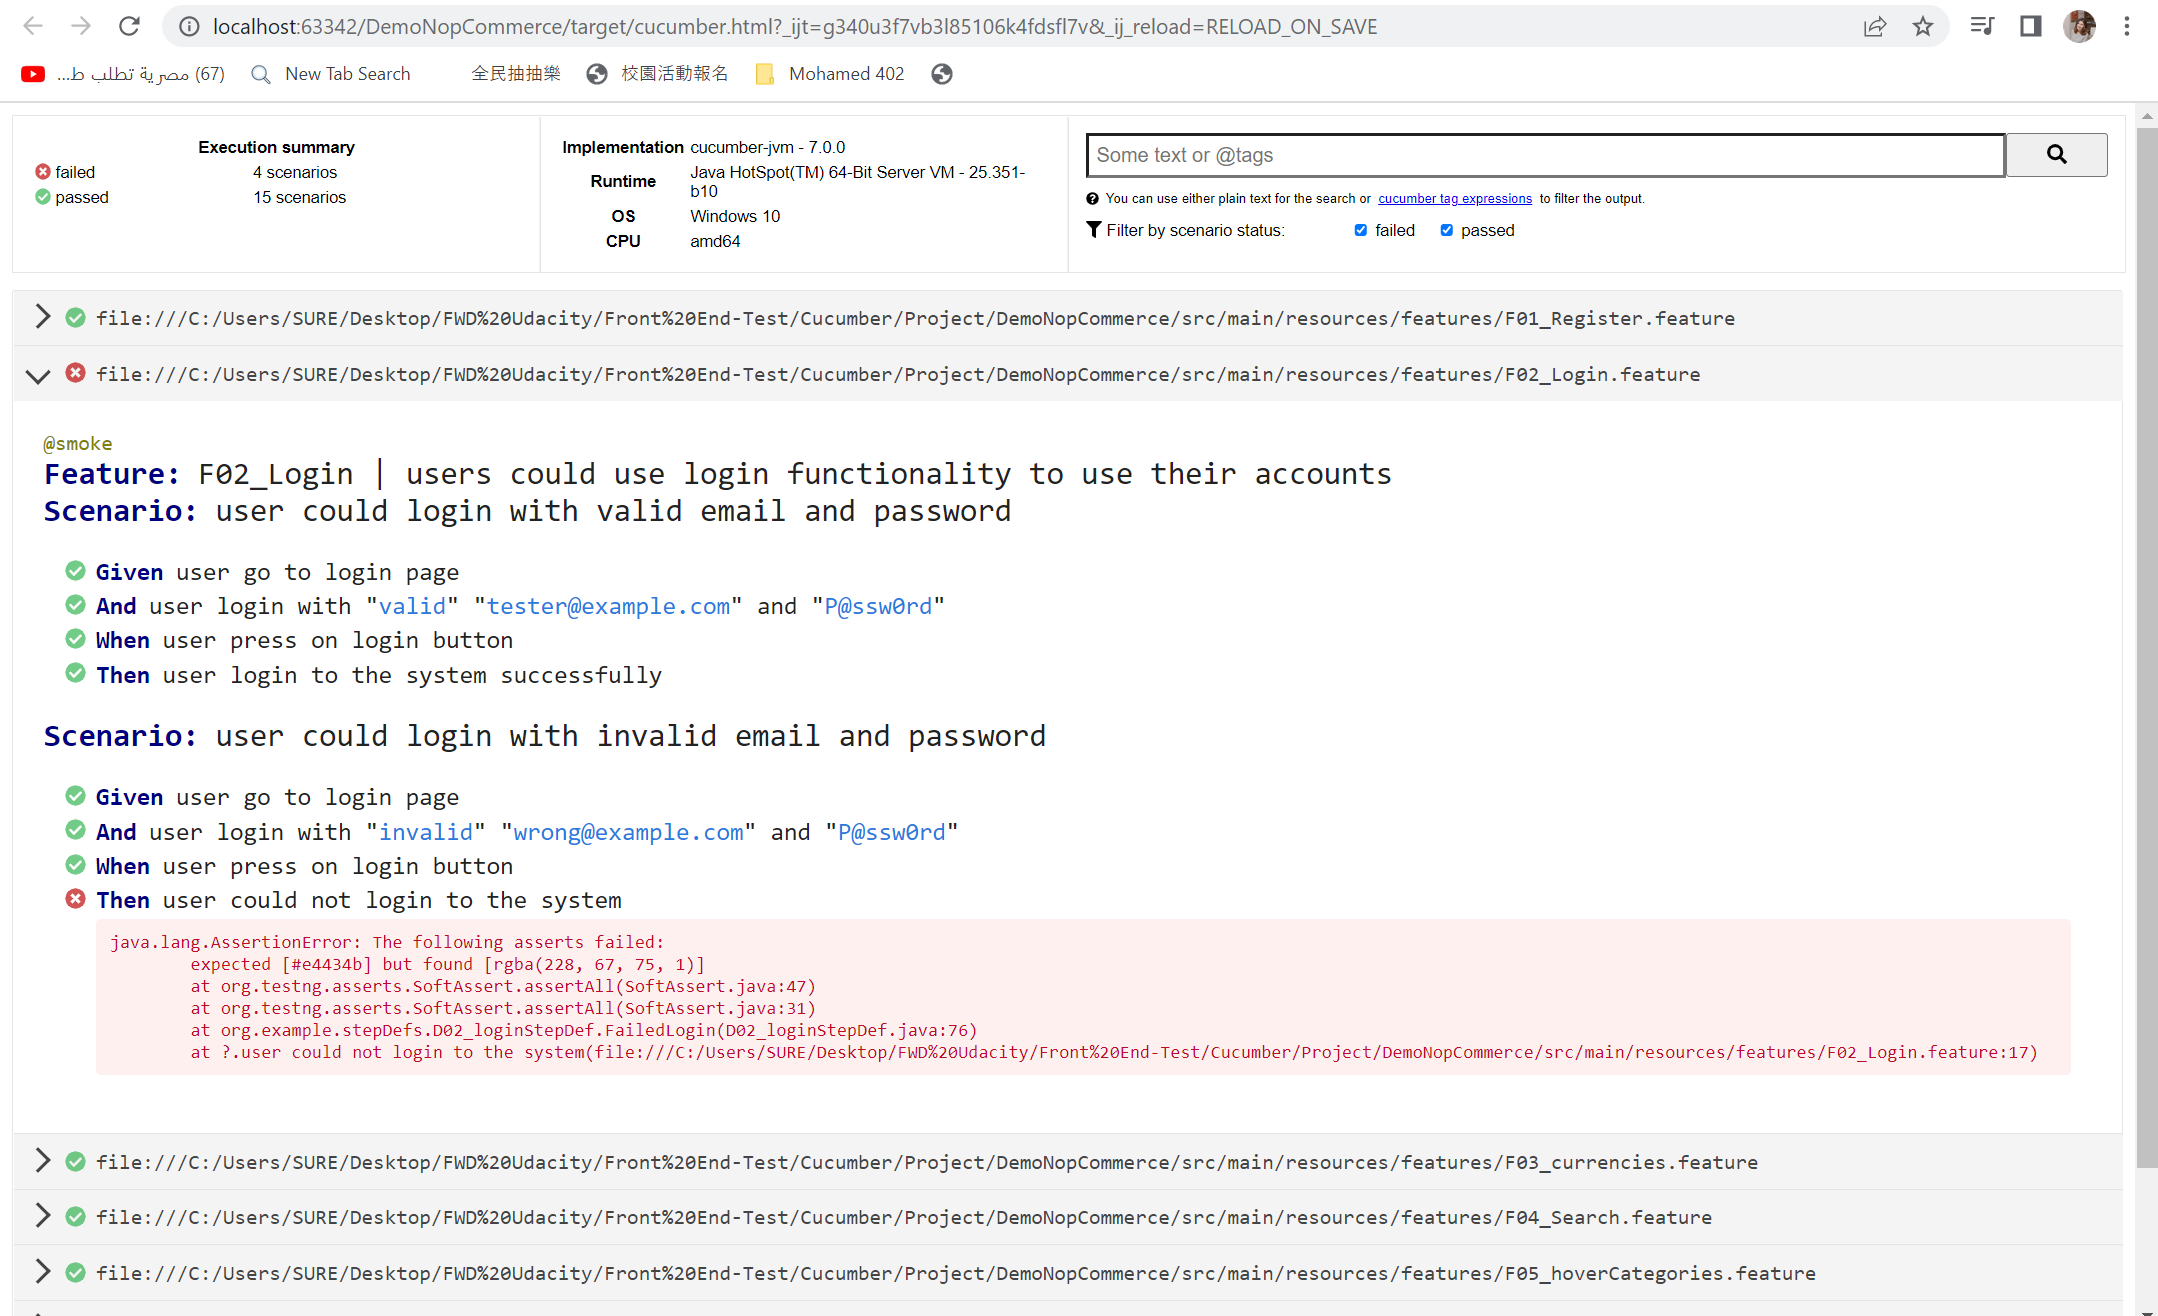 localhost:63342/DemoNopCommerce/target/cucumber.html?_ijt=g340u3f7vb3l85106k4fdsfl7v&_ij_reload=RELOAD_ON_SAVE
(67) مصرية تطلب ط...
New Tab Search
全民抽抽樂
校園活動報名
Mohamed 402
Execution summary
failed 4 scenarios
passed 15 scenarios
Implementation cucumber-jvm - 7.0.0
Runtime Java HotSpot(TM) 64-Bit Server VM - 25.351-
b10
OS Windows 10
CPU amd64
Some text or @tags
You can use either plain text for the search or cucumber tag expressions to filter the output.
Filter by scenario status: failed passed
file:///C:/Users/SURE/Desktop/FWD%20Udacity/Front%20End-Test/Cucumber/Project/DemoNopCommerce/src/main/resources/features/F01_Register.feature
file:///C:/Users/SURE/Desktop/FWD%20Udacity/Front%20End-Test/Cucumber/Project/DemoNopCommerce/src/main/resources/features/F02_Login.feature
@smoke
Feature: F02_Login | users could use login functionality to use their accounts
Scenario: user could login with valid email and password
Given user go to login page
And user login with "valid" "tester@example.com" and "P@ssw0rd"
When user press on login button
Then user login to the system successfully
Scenario: user could login with invalid email and password
Given user go to login page
And user login with "invalid" "wrong@example.com" and "P@ssw0rd"
When user press on login button
Then user could not login to the system
java.lang.AssertionError: The following asserts failed:
expected [#e4434b] but found [rgba(228, 67, 75, 1)]
at org.testng.asserts.SoftAssert.assertAll(SoftAssert.java:47)
at org.testng.asserts.SoftAssert.assertAll(SoftAssert.java:31)
at org.example.stepDefs.D02_loginStepDef.FailedLogin(D02_loginStepDef.java:76)
at ?.user could not login to the system(file:///C:/Users/SURE/Desktop/FWD%20Udacity/Front%20End-Test/Cucumber/Project/DemoNopCommerce/src/main/resources/features/F02_Login.feature:17)
file:///C:/Users/SURE/Desktop/FWD%20Udacity/Front%20End-Test/Cucumber/Project/DemoNopCommerce/src/main/resources/features/F03_currencies.feature
file:///C:/Users/SURE/Desktop/FWD%20Udacity/Front%20End-Test/Cucumber/Project/DemoNopCommerce/src/main/resources/features/F04_Search.feature
file:///C:/Users/SURE/Desktop/FWD%20Udacity/Front%20End-Test/Cucumber/Project/DemoNopCommerce/src/main/resources/features/F05_hoverCategories.feature